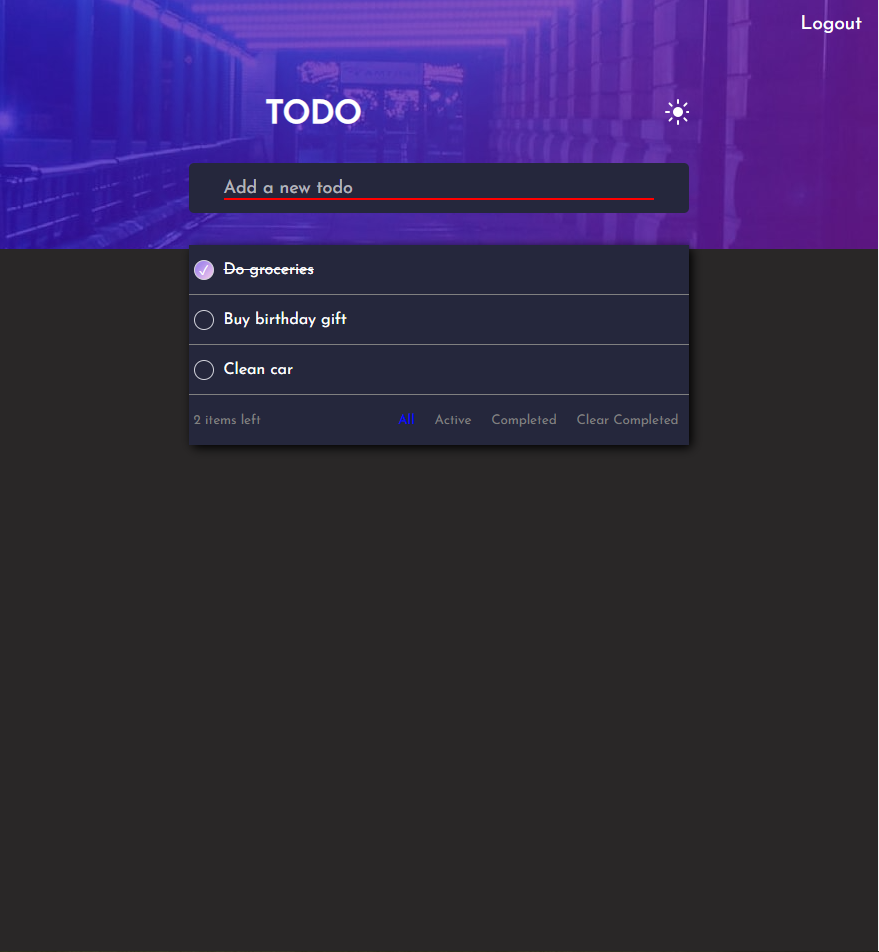 Logout
TODO
Add a new todo
Do groceries
Buy birthday gift
Clean car
2 items left All Active Completed Clear Completed